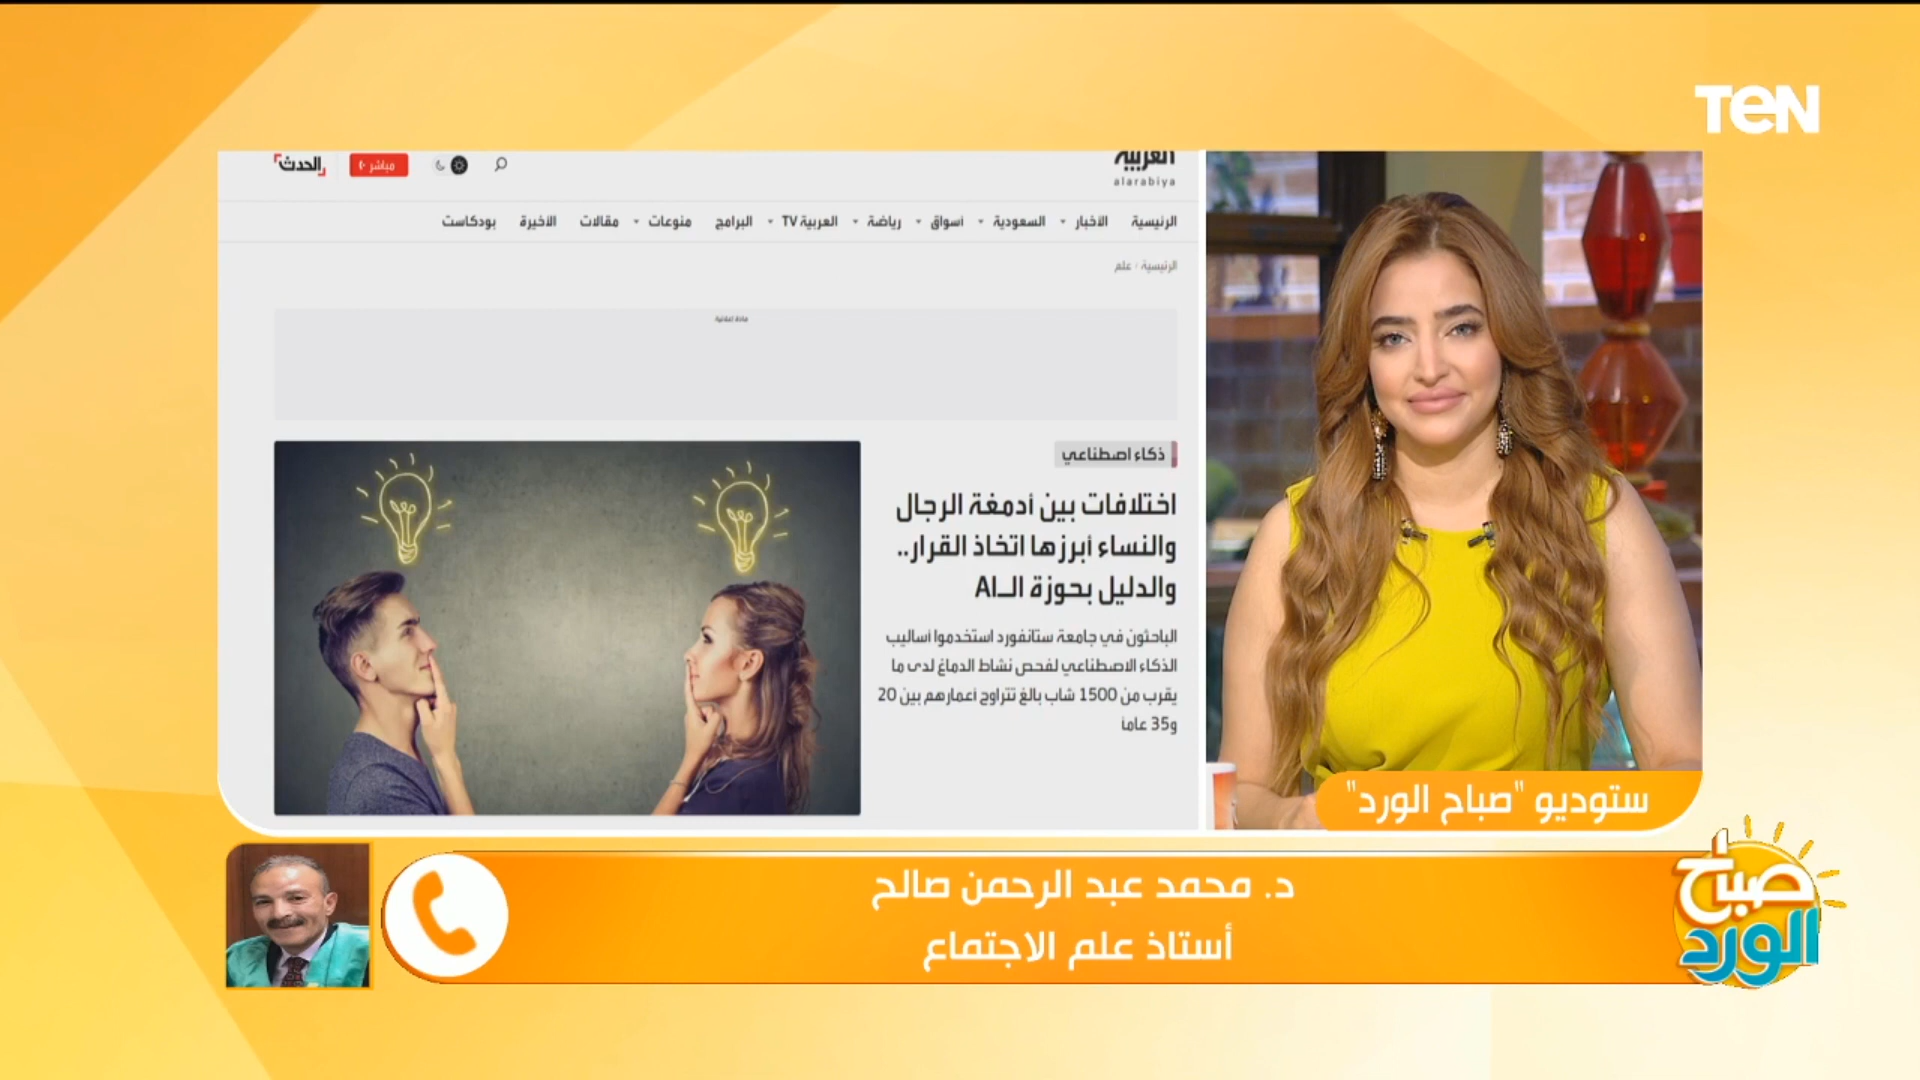 TEN
العربية
alarabiya
مباشر
الحدث
الرئيسية الأخبار السعودية أسواق رياضة العربية TV البرامج منوعات مقالات الأخيرة بودكاست
الرئيسية / علم
مادة إعلانية
ذكاء اصطناعي
اختلافات بين أدمغة الرجال
والنساء أبرزها اتخاذ القرار..
والدليل بحوزة الـAI
الباحثون في جامعة ستانفورد استخدموا أساليب
الذكاء الاصطناعي لفحص نشاط الدماغ لدى ما
يقرب من 1500 شاب بالغ تتراوح أعمارهم بين 20
و35 عاماً
ستوديو "صباح الورد"
د. محمد عبد الرحمن صالح
أستاذ علم الاجتماع
صباح
الورد